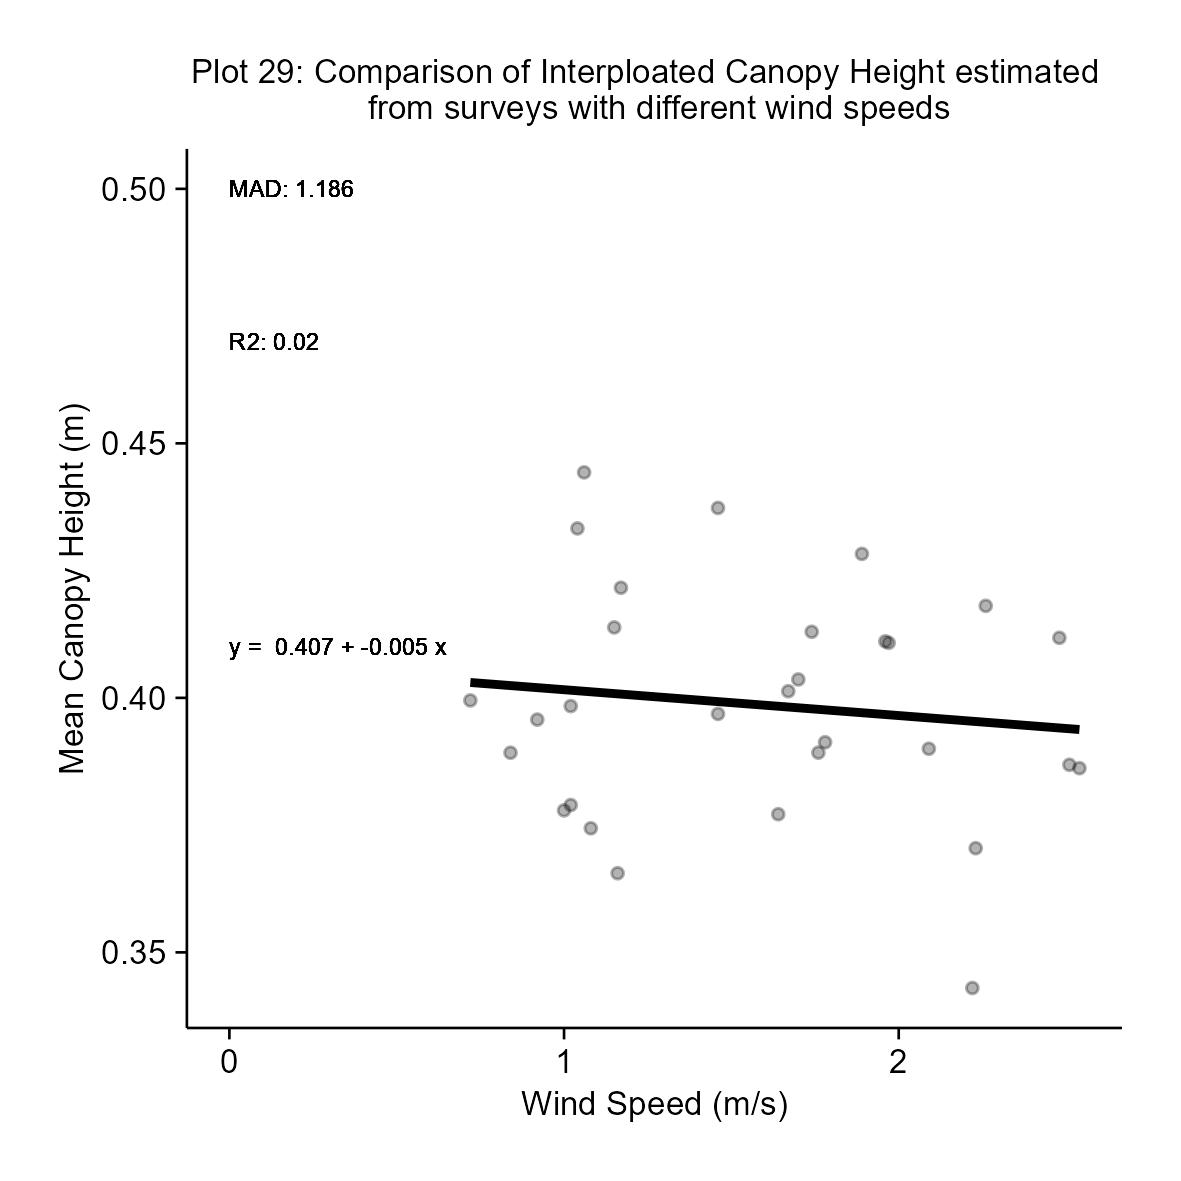 Plot 29: Comparison of Interploated Canopy Height estimated
from surveys with different wind speeds
MAD: 1.186
R2: 0.02
y =  0.407 + -0.005 x
Mean Canopy Height (m)
0.50
0.45
0.40
0.35
0
1
2
Wind Speed (m/s)